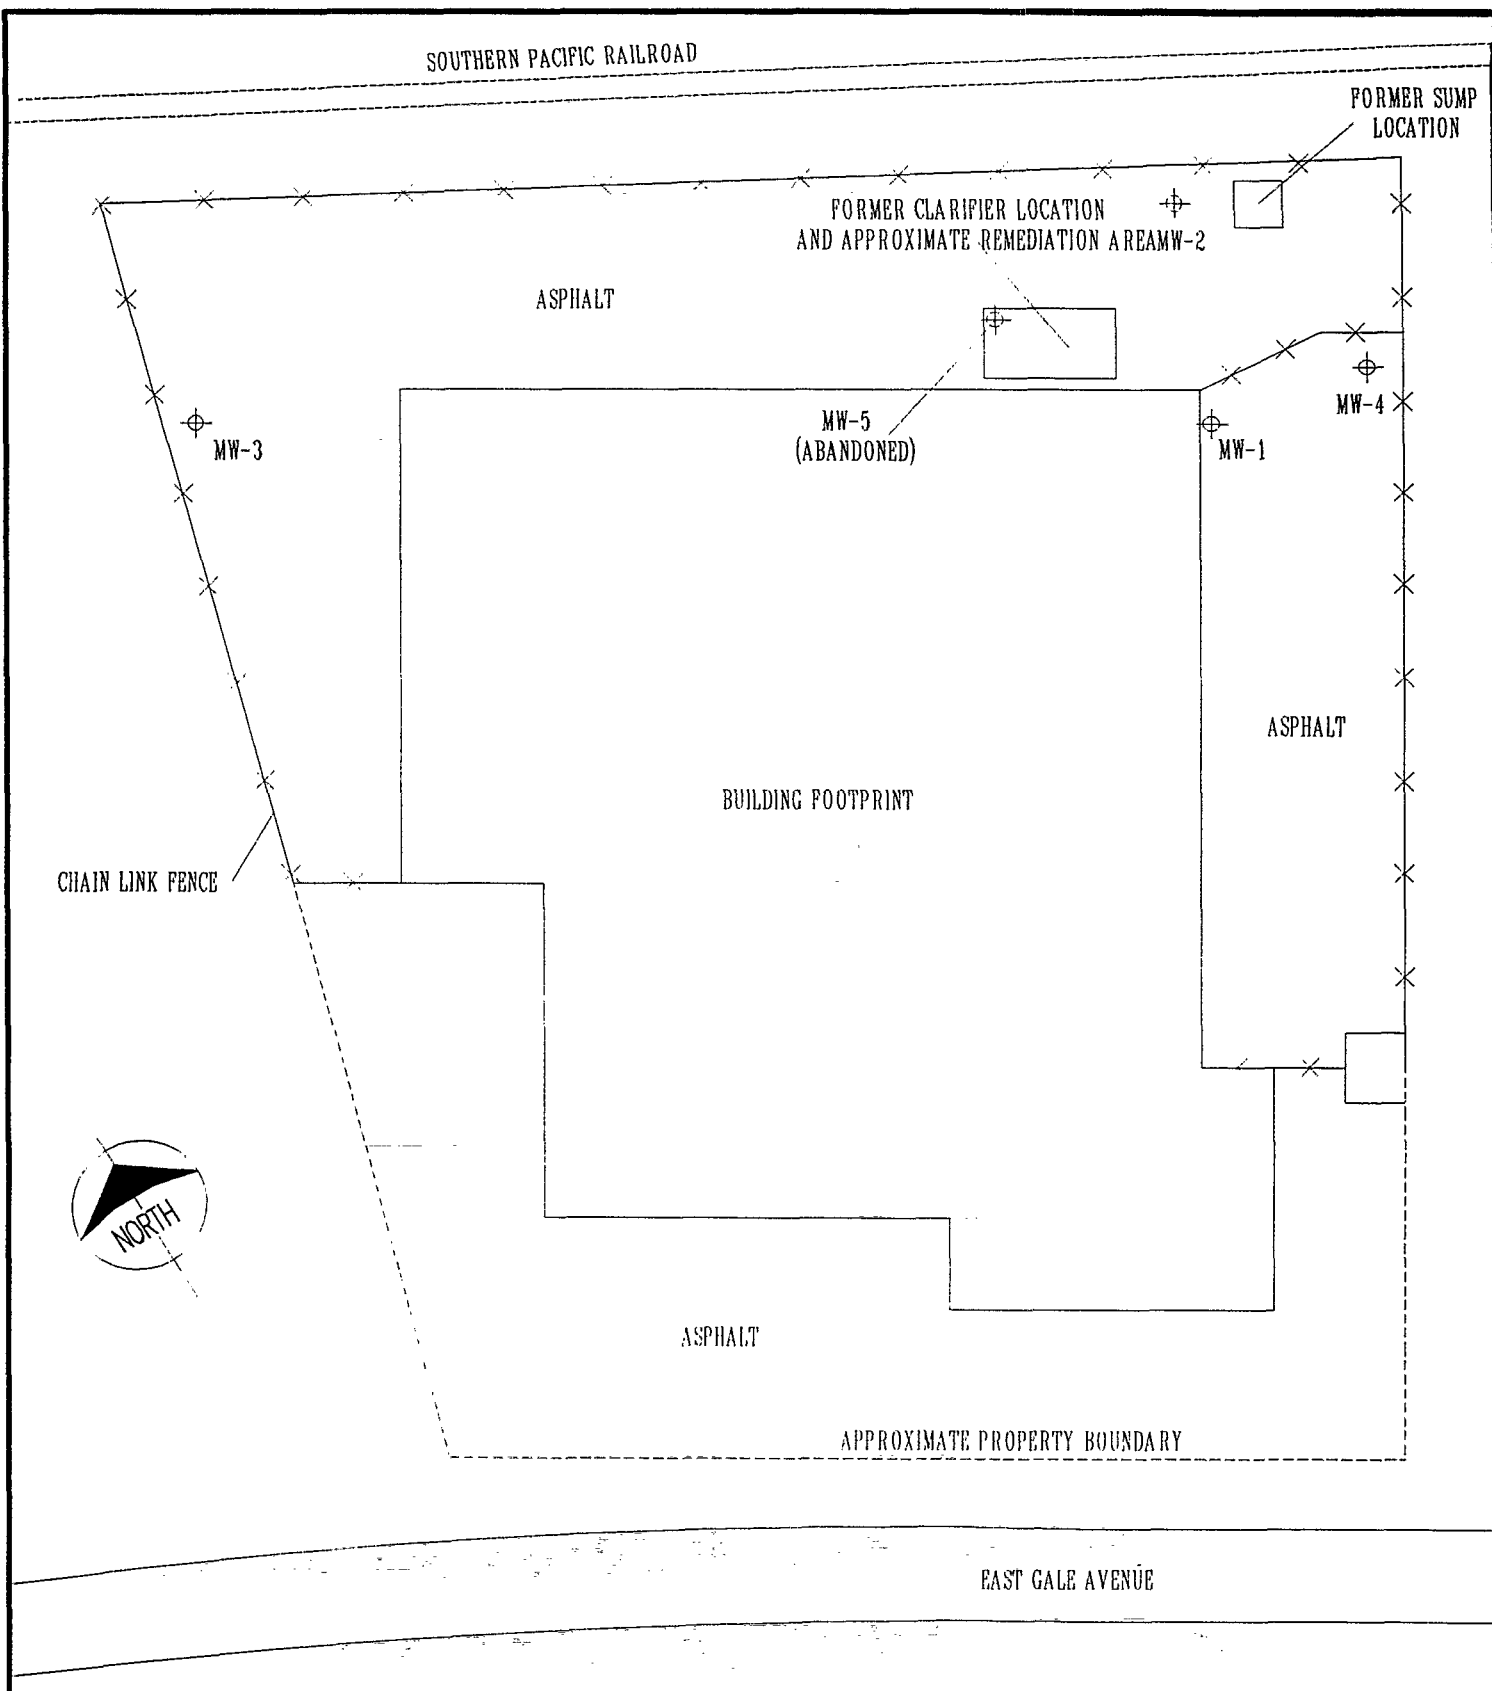 SOUTHERN PACIFIC RAILROAD
FORMER SUMP
LOCATION
FORMER CLARIFIER LOCATION
AND APPROXIMATE REMEDIATION AREAMW-2
ASPHALT
MW-5
(ABANDONED)
MW-4
MW-3
MW-1
ASPHALT
BUILDING FOOTPRINT
CHAIN LINK FENCE
NORTH
ASPHALT
APPROXIMATE PROPERTY BOUNDARY
EAST GALE AVENUE